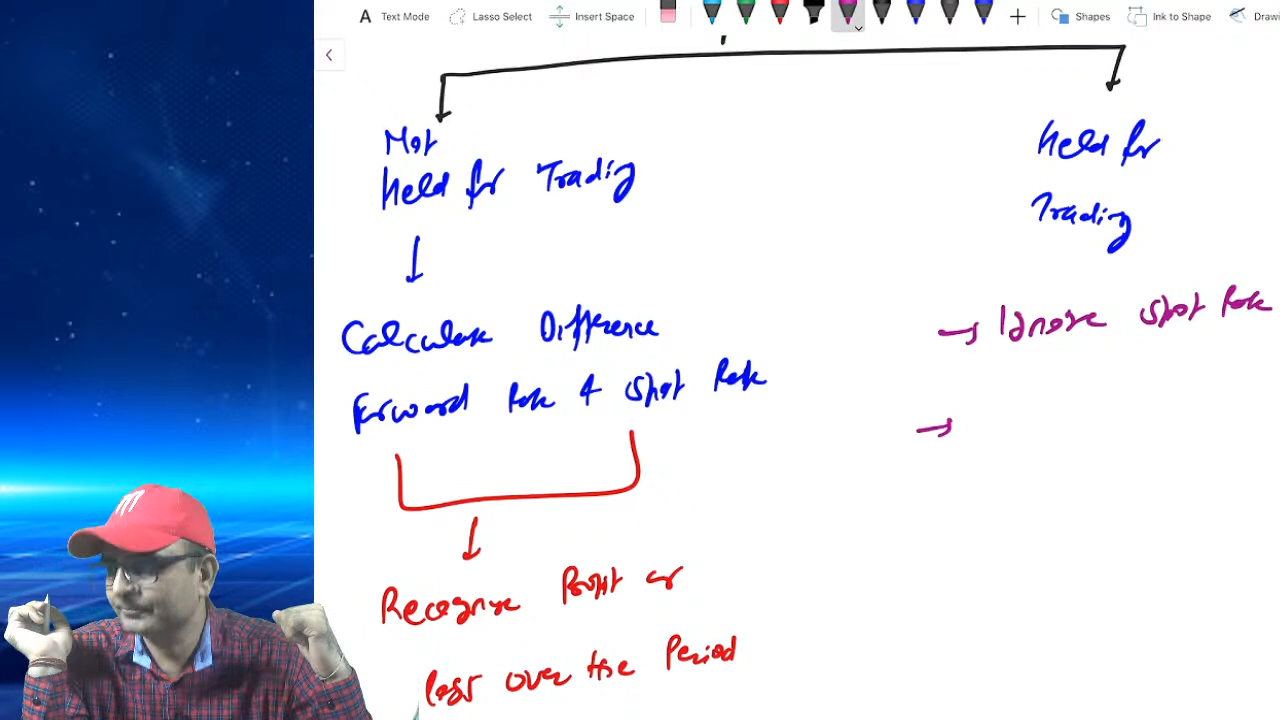 Text Mode
Lasso Select
Insert Space
Shapes
Ink to Shape
Drawi
Not
Held for Trading
Held for
Trading
Calculate Difference
Forward Rate & Spot Rate
→ Ignore Spot Rate
→
Recognise Profit or
loss over the Period
M